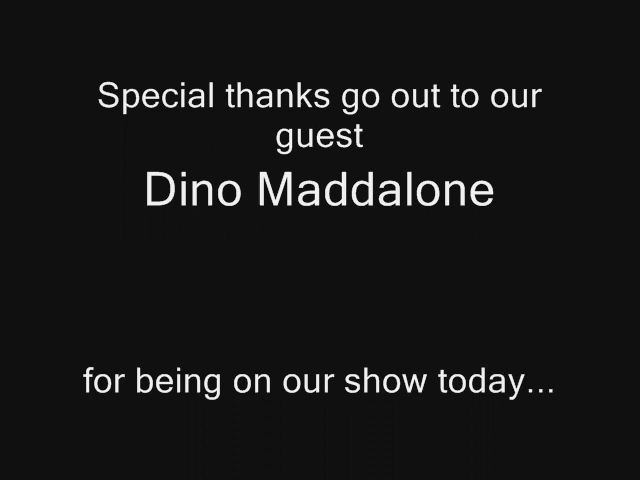 Special thanks go out to our
guest
Dino Maddalone
for being on our show today...